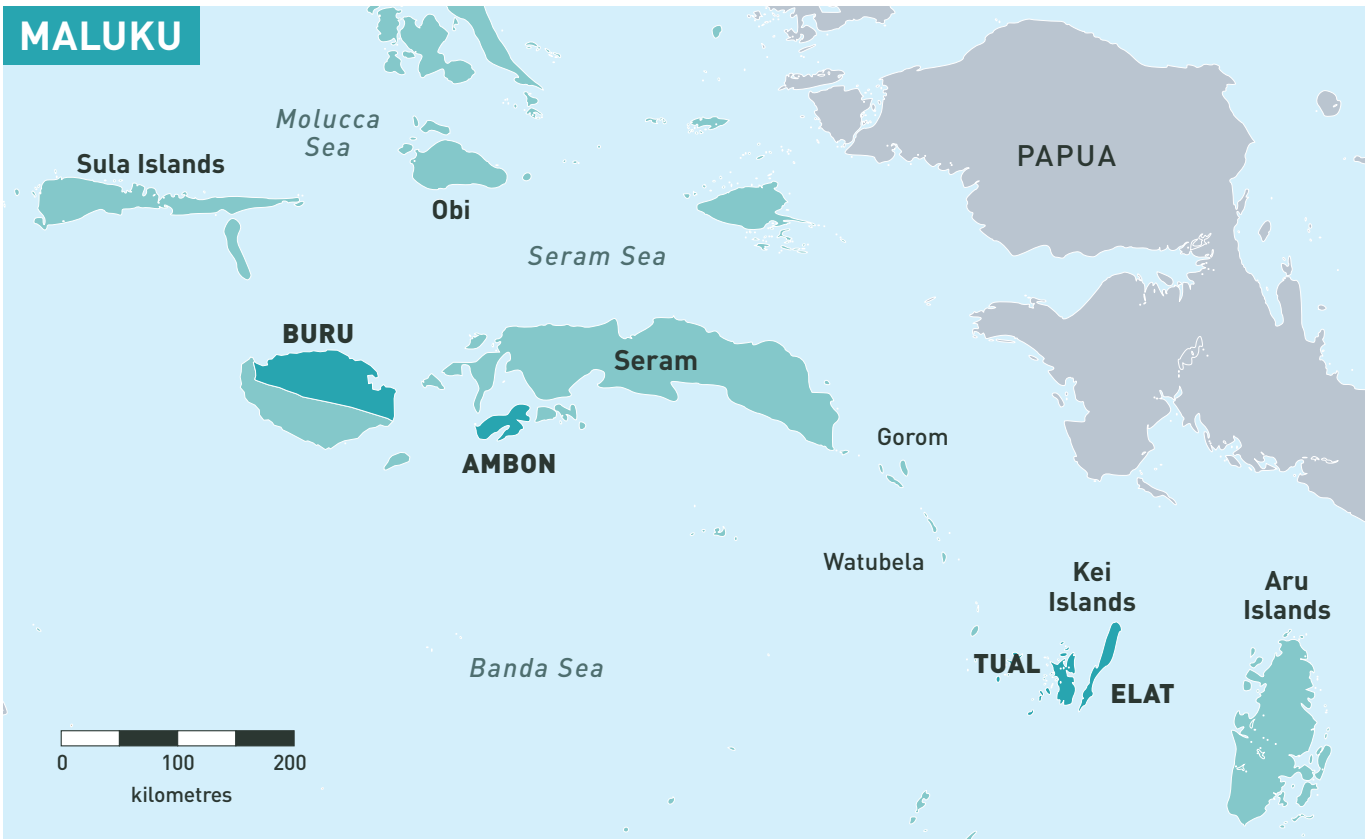 MALUKU
Molucca
Sea
Sula Islands
PAPUA
Obi
Seram Sea
BURU
Seram
Gorom
AMBON
Watubela
Kei
Islands
Aru
Islands
Banda Sea
TUAL
ELAT
0 100 200
kilometres